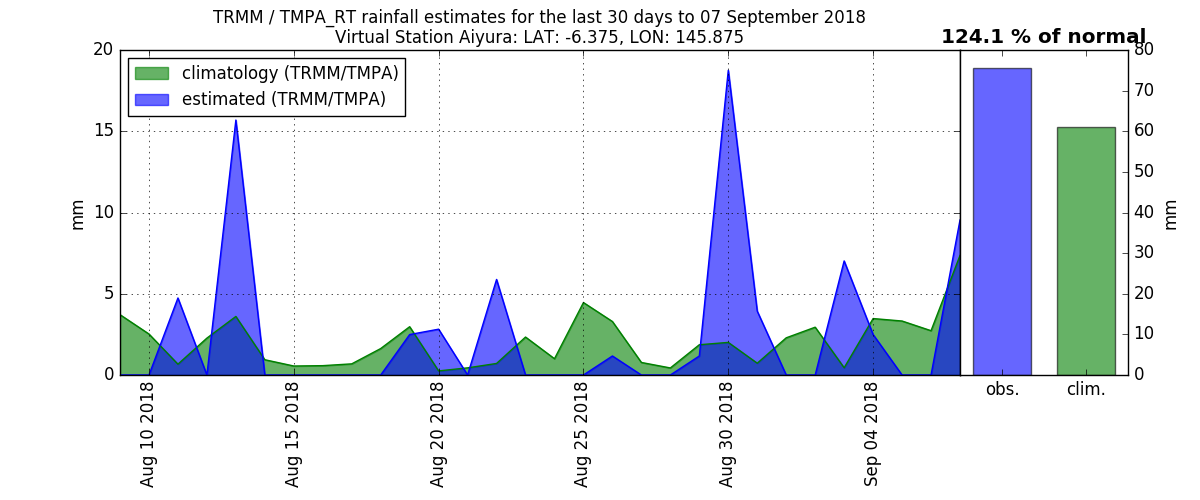 TRMM / TMPA_RT rainfall estimates for the last 30 days to 07 September 2018
Virtual Station Aiyura: LAT: -6.375, LON: 145.875
124.1 % of normal
climatology (TRMM/TMPA)
estimated (TRMM/TMPA)
20
15
10
5
0
mm
Aug 10 2018
Aug 15 2018
Aug 20 2018
Aug 25 2018
Aug 30 2018
Sep 04 2018
80
70
60
50
40
30
20
10
0
mm
obs.
clim.